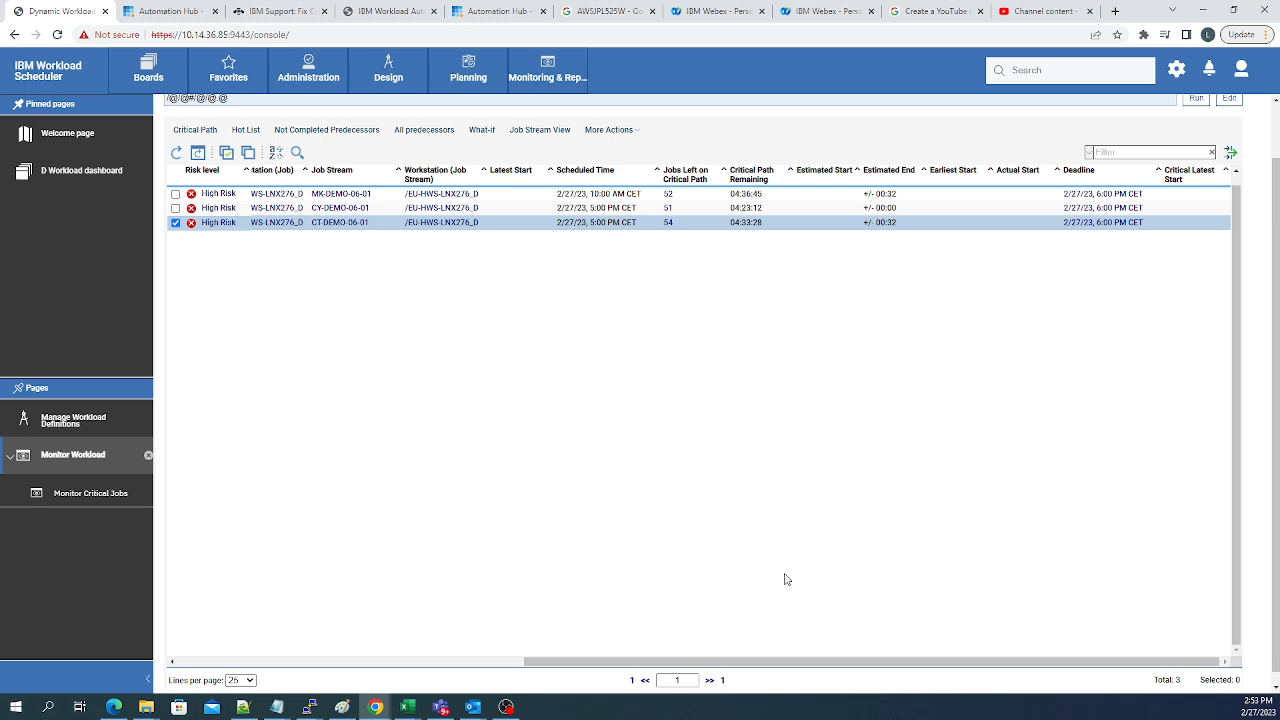 Dynamic Workload
Automation Hub -
IBM Support: Fix C
IBM Workload Auto
Automation Hub -
AWSJPL525W - Go
IBM Webex - Perso
IBM Webex - Perso
Create a YouTube
Channel content -
Not secure
https://10.14.36.85:9443/console/
Update
IBM Workload
Scheduler
Boards
Favorites
Administration
Design
Planning
Monitoring & Rep...
Search
Pinned pages
Welcome page
D Workload dashboard
Pages
Manage Workload
Definitions
Monitor Workload
Monitor Critical Jobs
/@/@#/@/@.@
Run
Edit
Critical Path
Hot List
Not Completed Predecessors
All predecessors
What-if
Job Stream View
More Actions
Filter
Risk level
tation (Job)
Job Stream
Workstation (Job
Stream)
Latest Start
Scheduled Time
Jobs Left on
Critical Path
Critical Path
Remaining
Estimated Start
Estimated End
Earliest Start
Actual Start
Deadline
Critical Latest
Start
High Risk WS-LNX276_D MK-DEMO-06-01 /EU-HWS-LNX276_D 2/27/23, 10:00 AM CET 52 04:36:45 +/- 00:32 2/27/23, 6:00 PM CET
High Risk WS-LNX276_D CY-DEMO-06-01 /EU-HWS-LNX276_D 2/27/23, 5:00 PM CET 51 04:23:12 +/- 00:00 2/27/23, 6:00 PM CET
High Risk WS-LNX276_D CT-DEMO-06-01 /EU-HWS-LNX276_D 2/27/23, 5:00 PM CET 54 04:33:28 +/- 00:32 2/27/23, 6:00 PM CET
Lines per page: 25
1 << 1 >> 1
Total: 3
Selected: 0
2:53 PM
2/27/2023